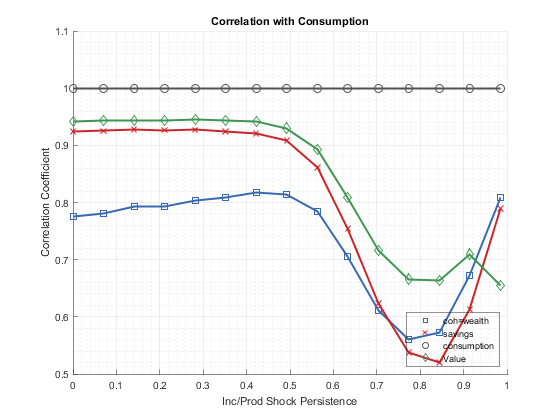 Correlation with Consumption
1.1
1
0.9
0.8
0.7
0.6
0.5
Correlation Coefficient
0 0.1 0.2 0.3 0.4 0.5 0.6 0.7 0.8 0.9 1
Inc/Prod Shock Persistence
coh=wealth
savings
consumption
Value